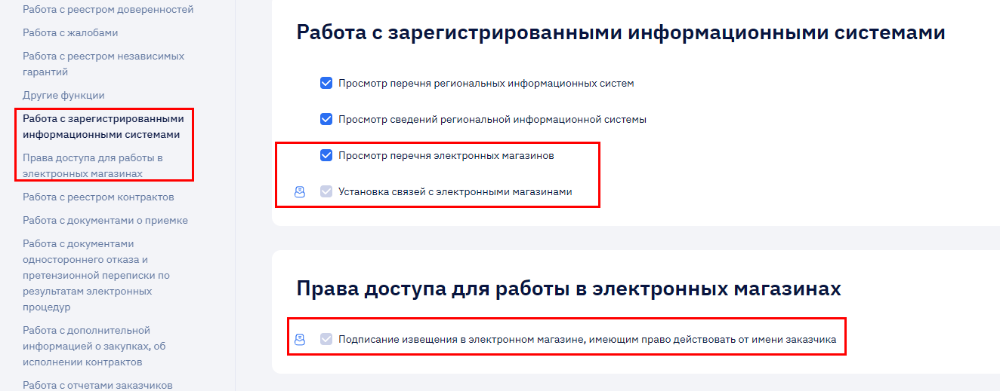 Работа с реестром доверенностей
Работа с жалобами
Работа с реестром независимых
гарантий
Другие функции
Работа с зарегистрированными
информационными системами
Права доступа для работы в
электронных магазинах
Работа с реестром контрактов
Работа с документами о приемке
Работа с документами
одностороннего отказа и
претензионной переписки по
результатам электронных
процедур
Работа с дополнительной
информацией о закупках, об
исполнении контрактов
Работа с отчетами заказчиков
Работа с зарегистрированными информационными системами
Просмотр перечня региональных информационных систем
Просмотр сведений региональной информационной системы
Просмотр перечня электронных магазинов
Установка связей с электронными магазинами
Права доступа для работы в электронных магазинах
Подписание извещения в электронном магазине, имеющим право действовать от имени заказчика